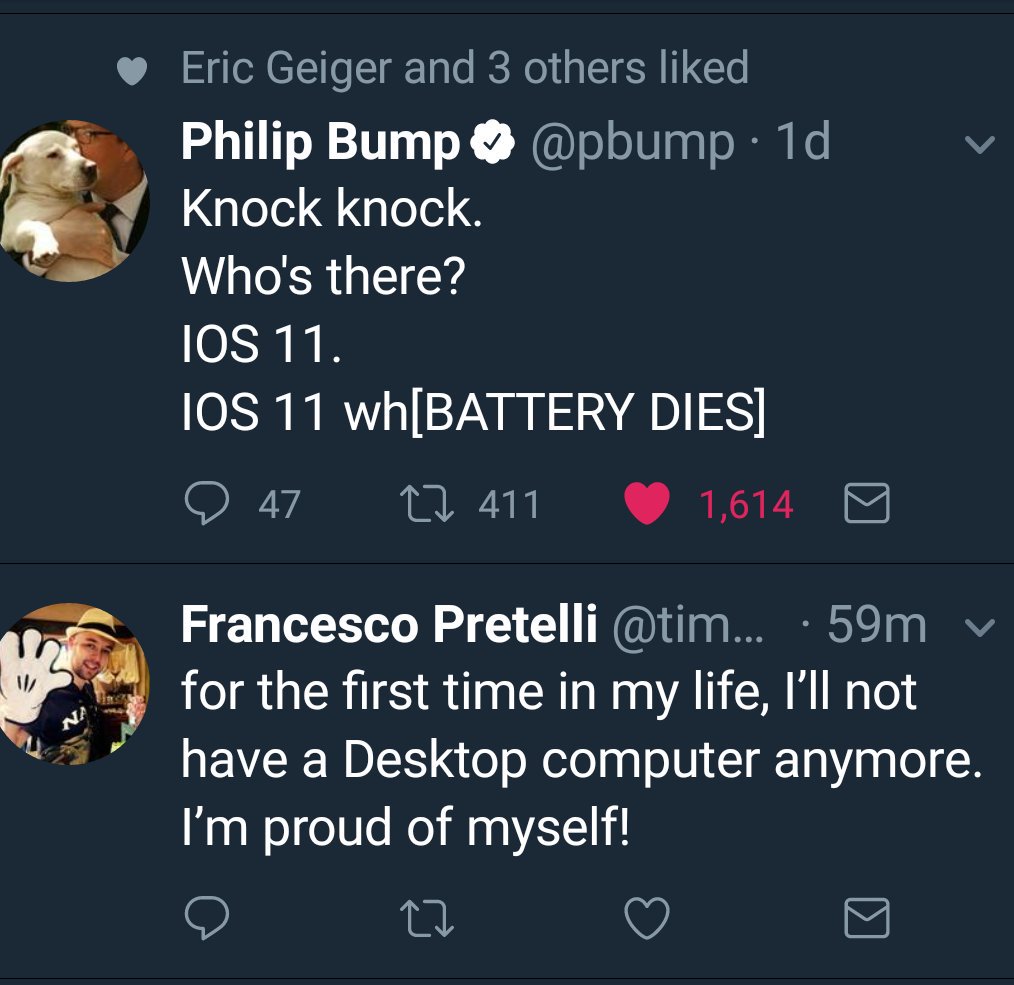 Eric Geiger and 3 others liked
Philip Bump @pbump · 1d
Knock knock.
Who's there?
IOS 11.
IOS 11 wh[BATTERY DIES]
47 411 1,614
Francesco Pretelli @tim... · 59m
for the first time in my life, I’ll not
have a Desktop computer anymore.
I’m proud of myself!
NA